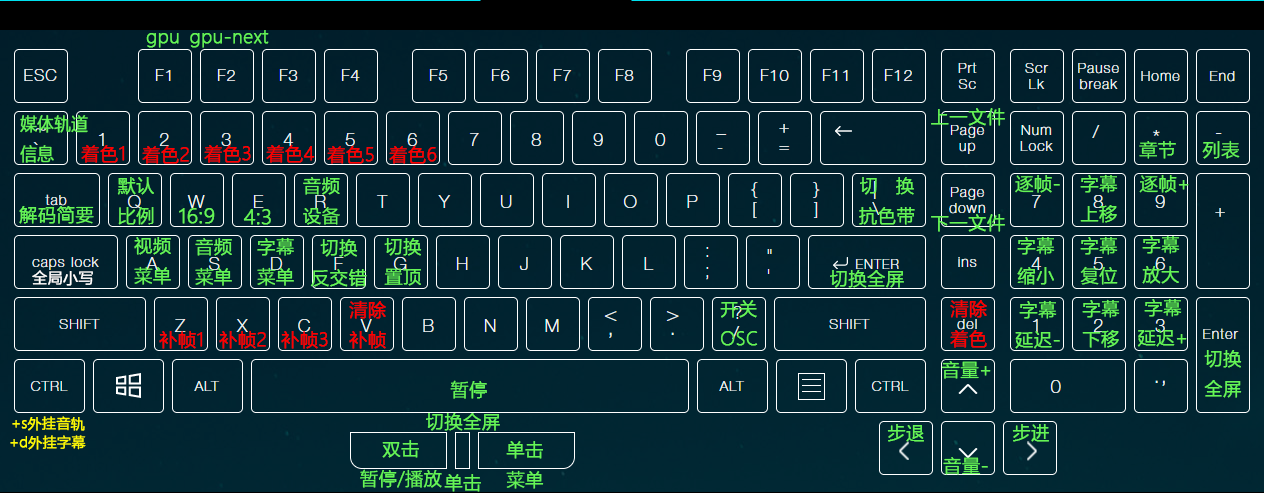 gpu gpu-next
ESC F1 F2 F3 F4 F5 F6 F7 F8 F9 F10 F11 F12 Prt Sc Scr Lk Pause break Home End
媒体轨道 信息 ` 1 着色1 2 着色2 3 着色3 4 着色4 5 着色5 6 着色6 7 8 9 0 _ - + = ← 上一文件 Page up Num Lock / * 章节 - 列表
tab 解码简要 Q 默认 比例 W 16:9 E 4:3 R 音频 设备 T Y U I O P { [ } ] | \ 切 换 抗色带 Page down 下一文件 7 逐帧- 8 字幕 上移 9 逐帧+ +
caps lock 全局小写 A 视频 菜单 S 音频 菜单 D 字幕 菜单 F 切换 反交错 G 切换 置顶 H J K L : ; " ' ENTER 切换全屏 ins 4 字幕 缩小 5 字幕 复位 6 字幕 放大
SHIFT Z 补帧1 X 补帧2 C 补帧3 V 清除 补帧 B N M < , > . ? / 开关 OSC SHIFT del 清除 着色 1 字幕 延迟- 2 字幕 下移 3 字幕 延迟+ Enter 切换 全屏
CTRL ALT 暂停 ALT CTRL 音量+ 0 .,
+s外挂音轨
+d外挂字幕
切换全屏
双击 单击 步退 音量- 步进
暂停/播放 单击 菜单